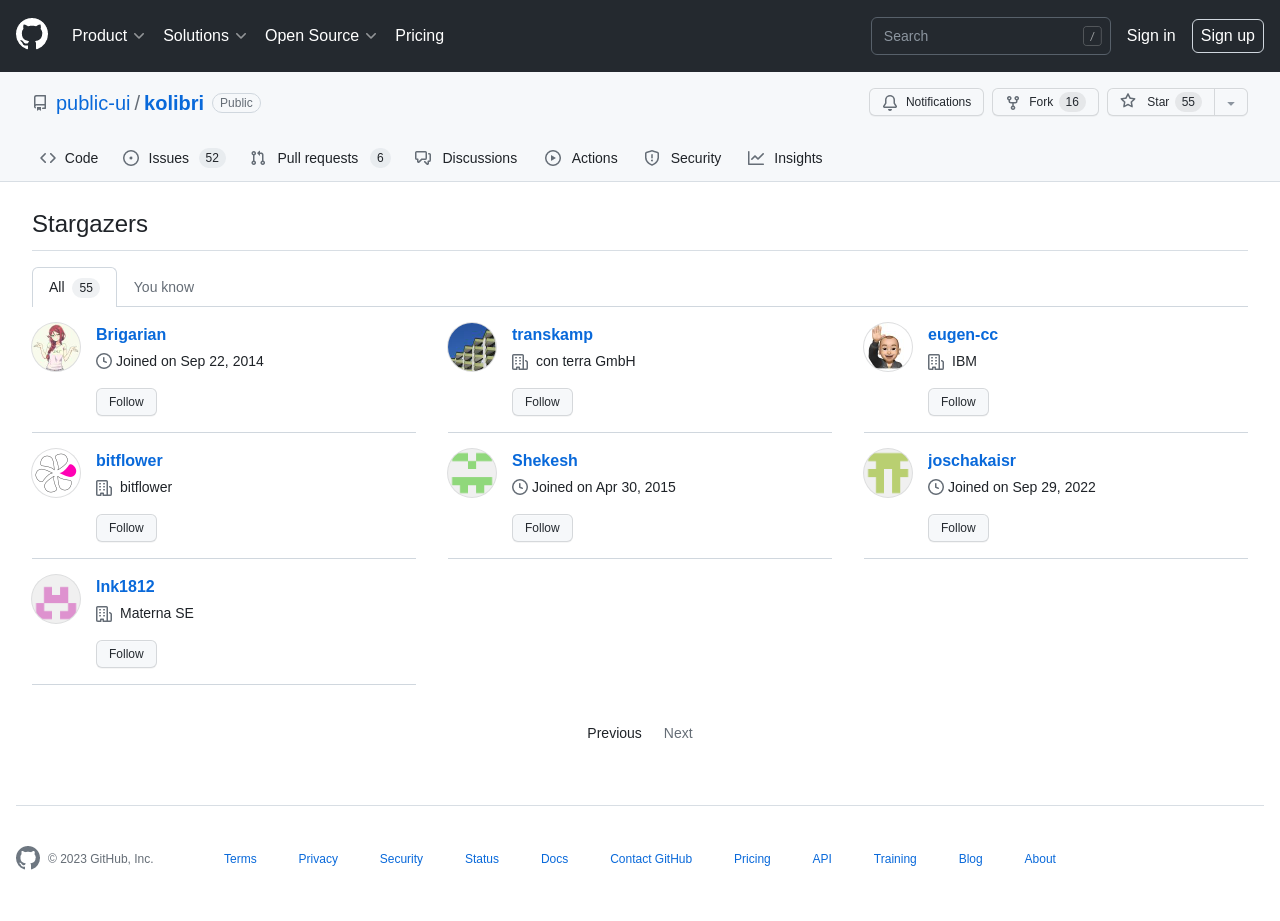 Product Solutions Open Source Pricing Search / Sign in Sign up
public-ui / kolibri Public Notifications Fork 16 Star 55
Code Issues 52 Pull requests 6 Discussions Actions Security Insights
Stargazers
All 55 You know
Brigarian
Joined on Sep 22, 2014
Follow
transkamp
con terra GmbH
Follow
eugen-cc
IBM
Follow
bitflower
bitflower
Follow
Shekesh
Joined on Apr 30, 2015
Follow
joschakaisr
Joined on Sep 29, 2022
Follow
lnk1812
Materna SE
Follow
Previous Next
© 2023 GitHub, Inc. Terms Privacy Security Status Docs Contact GitHub Pricing API Training Blog About